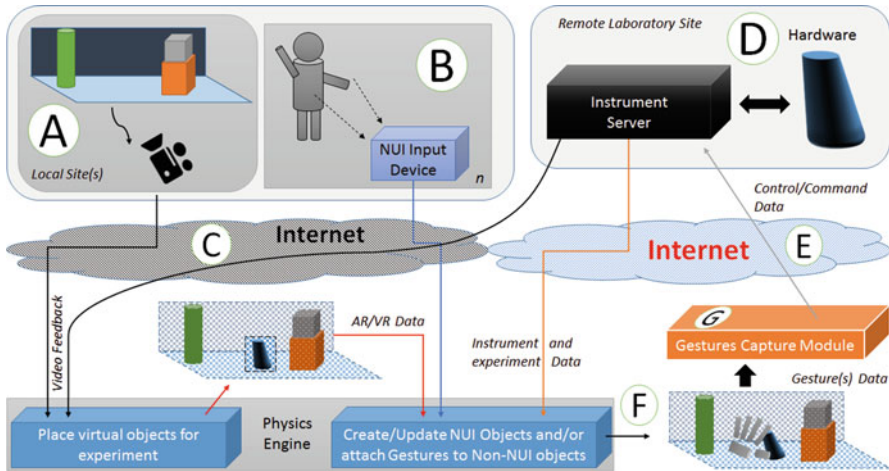 A
Local Site(s)
B
NUI Input
Device
n
Remote Laboratory Site
D
Hardware
Instrument
Server
C
Internet
Internet
Control/Command
Data
E
Video Feedback
AR/VR Data
Instrument and
experiment Data
G
Gestures Capture Module
Gesture(s) Data
F
Place virtual objects for
experiment
Physics
Engine
Create/Update NUI Objects and/or
attach Gestures to Non-NUI objects